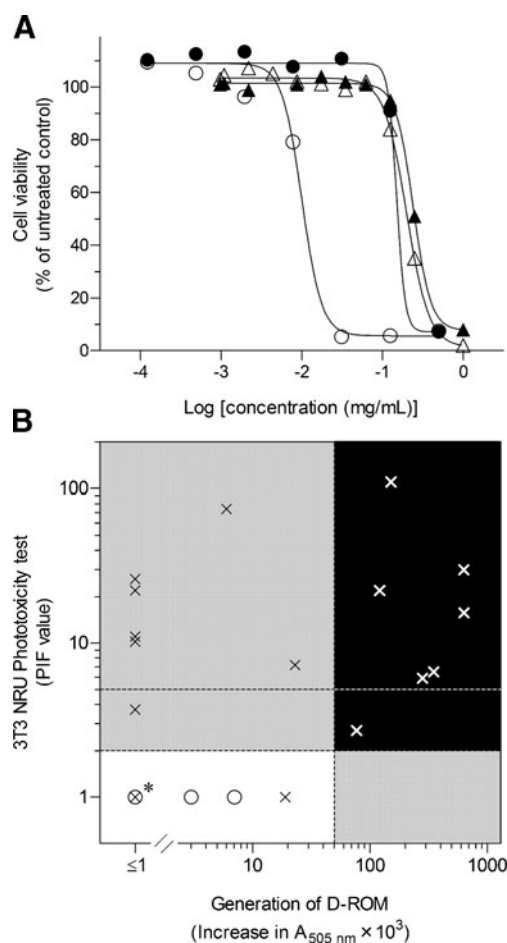 A
Cell viability
(% of untreated control)
100
80
60
40
20
0
-4
-3
-2
-1
0
Log [concentration (mg/mL)]
B
3T3 NRU Phototoxicity test
(PIF value)
100
10
1
*
≤1
10
100
1000
Generation of D-ROM
(Increase in A505 nm × 10³)